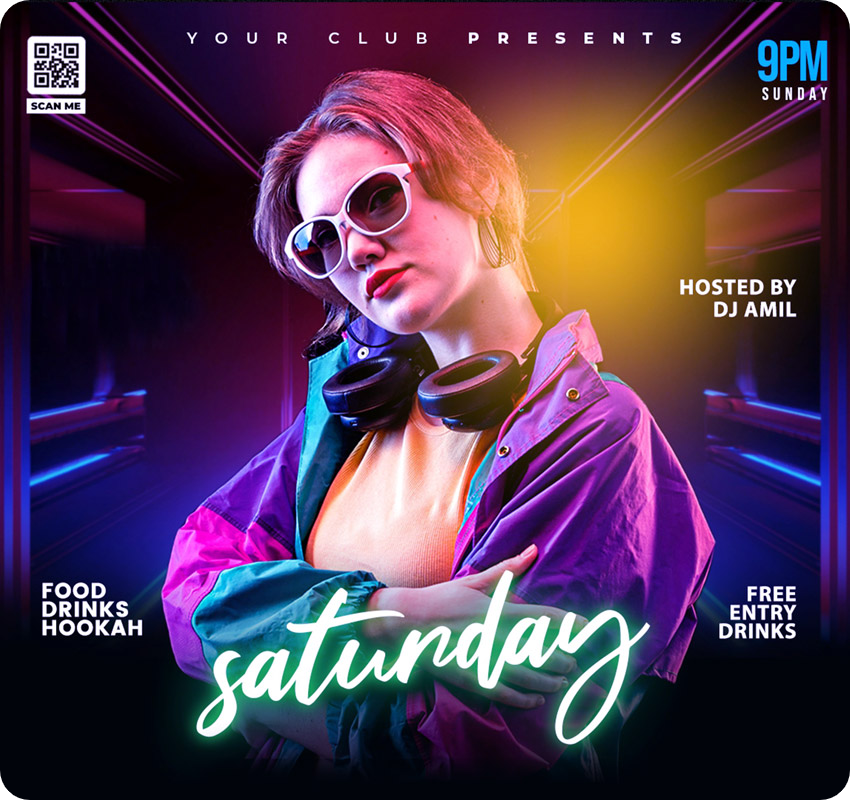 YOUR CLUB PRESENTS
SCAN ME
9PM
SUNDAY
HOSTED BY
DJ AMIL
FOOD
DRINKS
HOOKAH
FREE
ENTRY
DRINKS
saturday